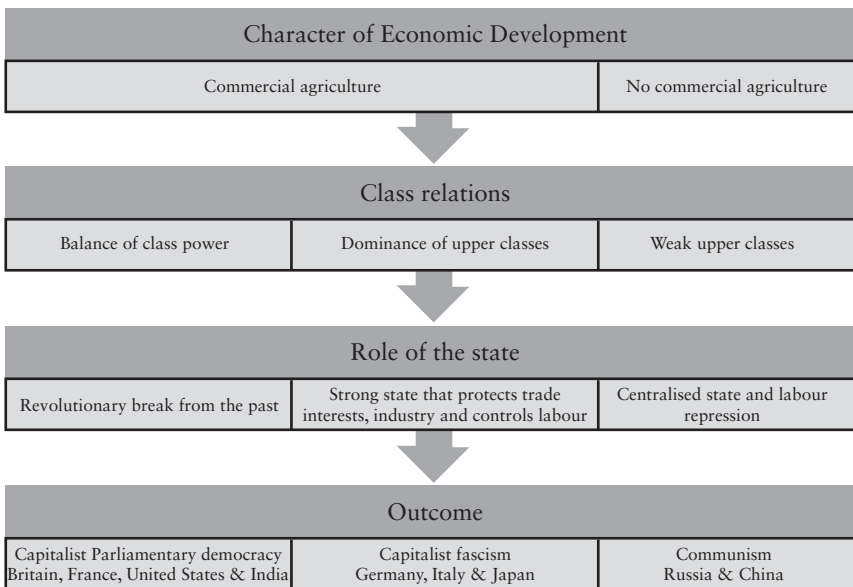 Character of Economic Development
Commercial agriculture
No commercial agriculture
Class relations
Balance of class power
Dominance of upper classes
Weak upper classes
Role of the state
Revolutionary break from the past
Strong state that protects trade
interests, industry and controls labour
Centralised state and labour
repression
Outcome
Capitalist Parliamentary democracy
Britain, France, United States & India
Capitalist fascism
Germany, Italy & Japan
Communism
Russia & China